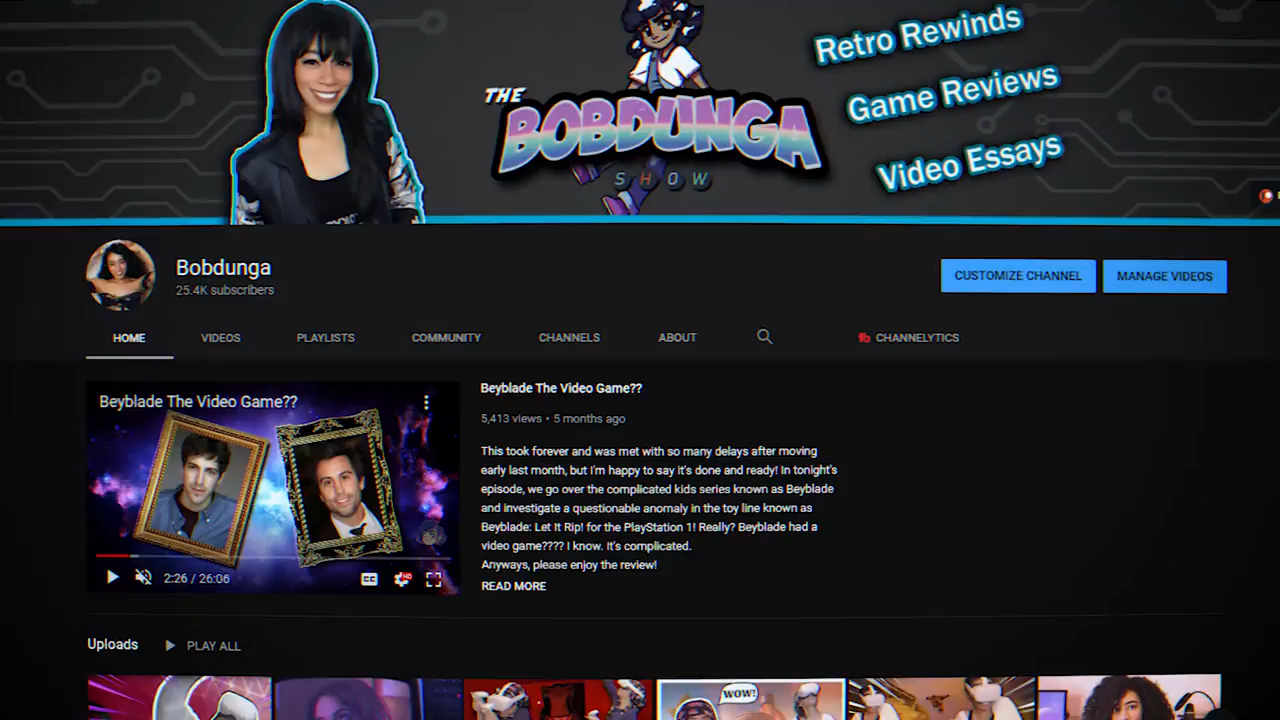 THE
BOBDUNGA
SHOW
Retro Rewinds
Game Reviews
Video Essays
Bobdunga
25.4K subscribers
CUSTOMIZE CHANNEL
MANAGE VIDEOS
HOME
VIDEOS
PLAYLISTS
COMMUNITY
CHANNELS
ABOUT
CHANNELYTICS
Beyblade The Video Game??
2:26 / 26:06
CC
HD
Beyblade The Video Game??
5,413 views • 5 months ago
This took forever and was met with so many delays after moving
early last month, but I'm happy to say it's done and ready! In tonight's
episode, we go over the complicated kids series known as Beyblade
and investigate a questionable anomaly in the toy line known as
Beyblade: Let It Rip! for the PlayStation 1! Really? Beyblade had a
video game???? I know. It's complicated.
Anyways, please enjoy the review!
READ MORE
Uploads
PLAY ALL
WOW!